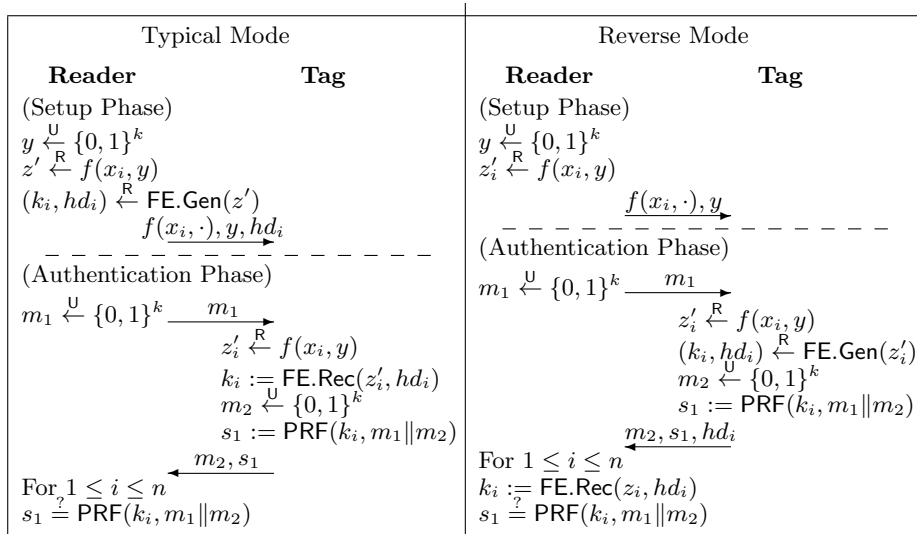 Typical Mode
Reader Tag
(Setup Phase)
y ←U {0, 1}^k
z′ ←R f(x_i, y)
(k_i, hd_i) ←R FE.Gen(z′)
f(x_i, ·), y, hd_i
(Authentication Phase)
m_1 ←U {0, 1}^k m_1
z′_i ←R f(x_i, y)
k_i := FE.Rec(z′_i, hd_i)
m_2 ←U {0, 1}^k
s_1 := PRF(k_i, m_1∥m_2)
m_2, s_1
For 1 ≤ i ≤ n
s_1 ?= PRF(k_i, m_1∥m_2)
Reverse Mode
Reader Tag
(Setup Phase)
y ←U {0, 1}^k
z′_i ←R f(x_i, y)
f(x_i, ·), y
(Authentication Phase)
m_1 ←U {0, 1}^k m_1
z′_i ←R f(x_i, y)
(k_i, hd_i) ←R FE.Gen(z′_i)
m_2 ←U {0, 1}^k
s_1 := PRF(k_i, m_1∥m_2)
m_2, s_1, hd_i
For 1 ≤ i ≤ n
k_i := FE.Rec(z_i, hd_i)
s_1 ?= PRF(k_i, m_1∥m_2)